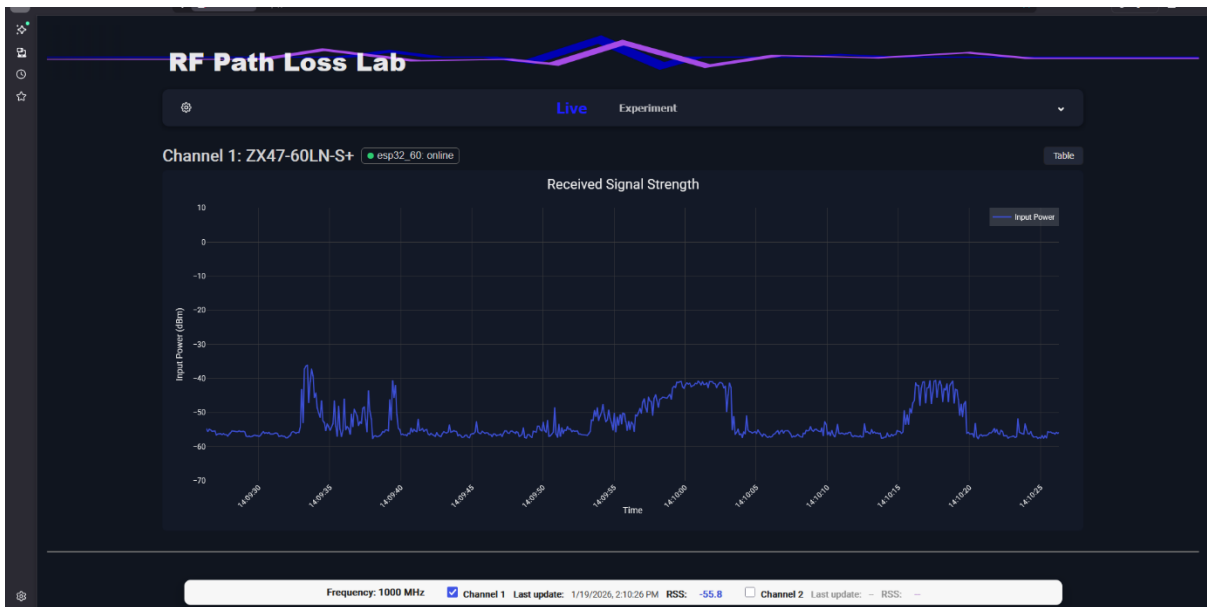 RF Path Loss Lab
Live Experiment
Channel 1: ZX47-60LN-S+ esp32_60: online Table
Received Signal Strength
Input Power
10
0
−10
−20
−30
−40
−50
−60
−70
Input Power (dBm)
14:09:30 14:09:35 14:09:40 14:09:45 14:09:50 14:09:55 14:10:00 14:10:05 14:10:10 14:10:15 14:10:20 14:10:25
Time
Frequency: 1000 MHz Channel 1 Last update: 1/19/2026, 2:10:26 PM RSS: -55.8 Channel 2 Last update: – RSS: –